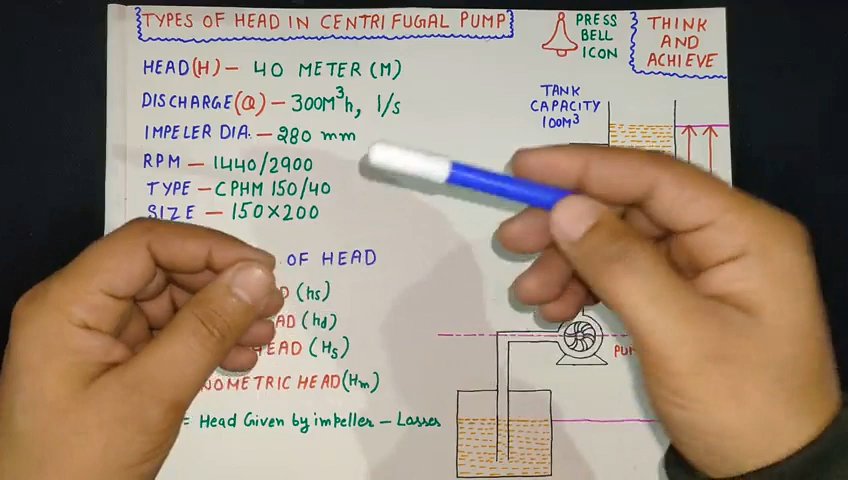 TYPES OF HEAD IN CENTRIFUGAL PUMP
PRESS
BELL
ICON
THINK
AND
ACHIEVE
HEAD(H) – 40 METER (M)
DISCHARGE(Q) – 300M³h, l/s
IMPELER DIA. – 280 mm
RPM – 1440/2900
TYPE – CPHM 150/40
SIZE – 150×200
TANK
CAPACITY
100M³
OF HEAD
(hs)
(hd)
HEAD (Hs)
HEAD (Hm)
= Head Given by impeller – Losses